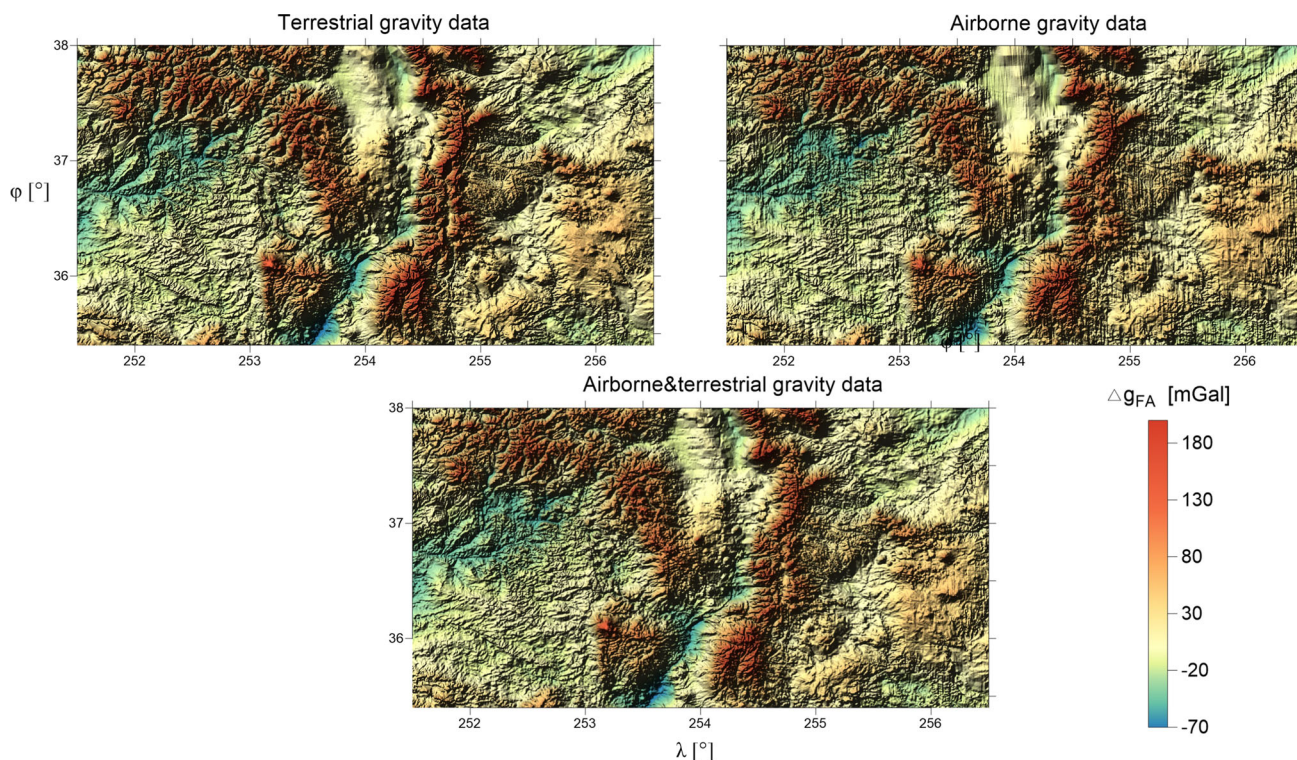 Terrestrial gravity data
Airborne gravity data
38
37
φ [°]
36
252 253 254 255 256
252 253 254 255 256
φ [°]
Airborne&terrestrial gravity data
38
37
36
252 253 254 255 256
λ [°]
△gFA [mGal]
180
130
80
30
-20
-70